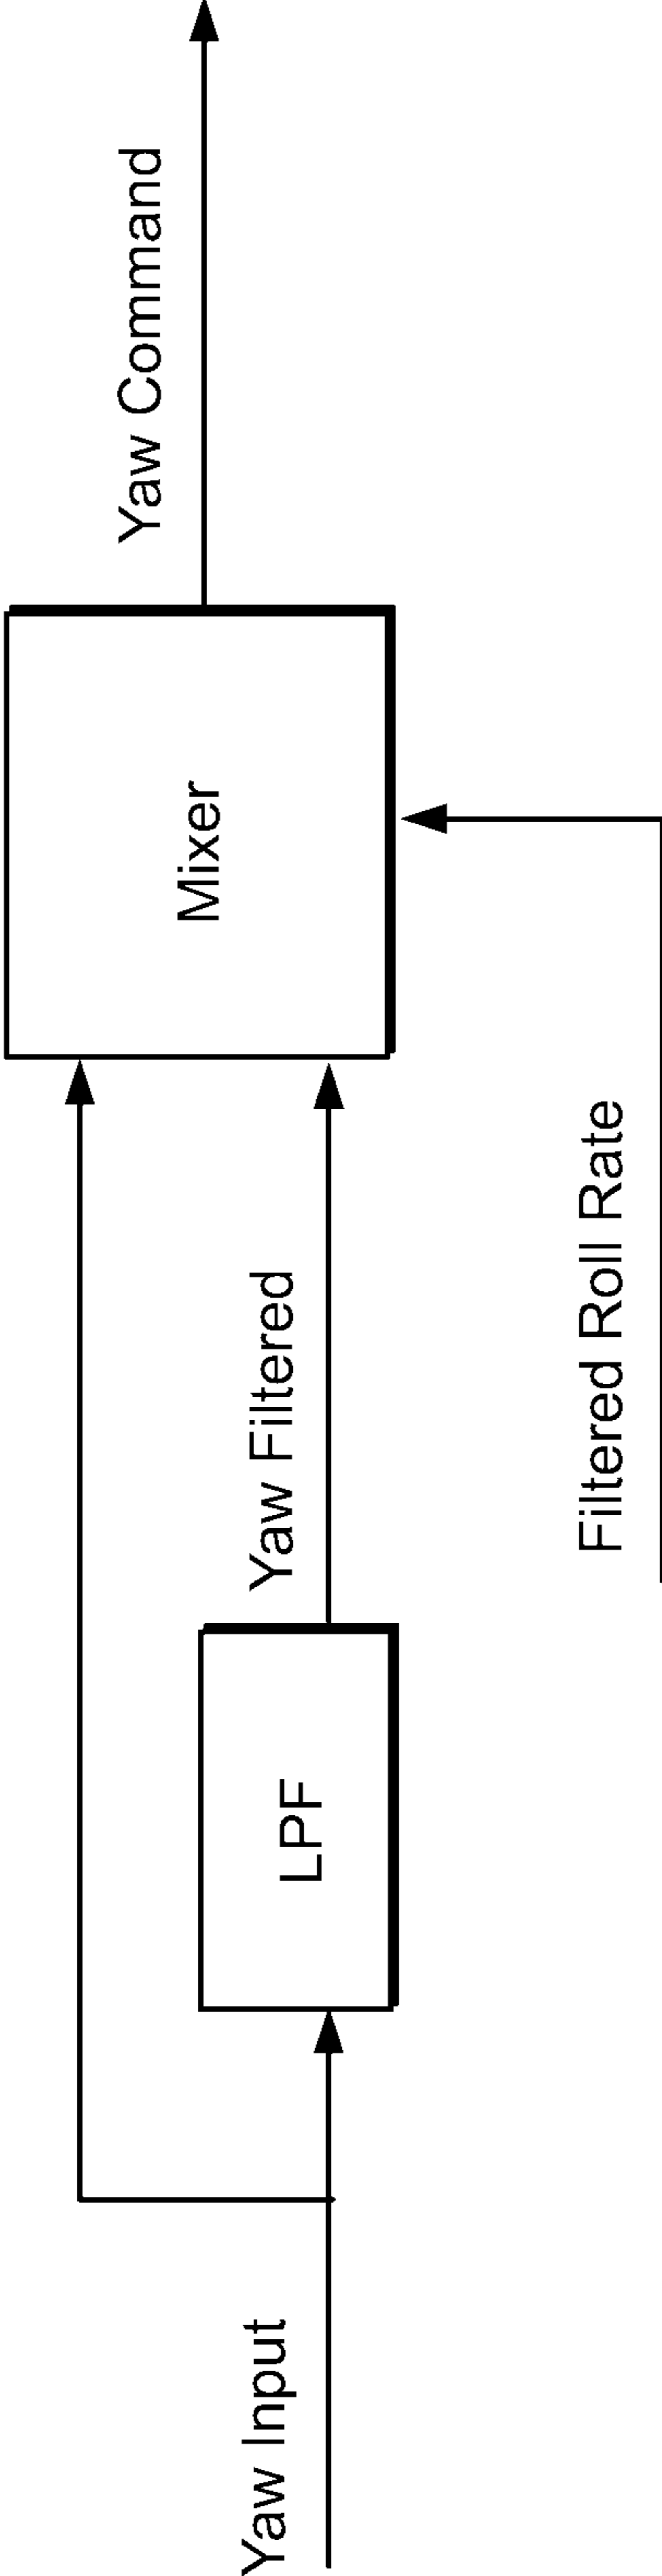 Yaw Input
LPF
Yaw Filtered
Filtered Roll Rate
Mixer
Yaw Command